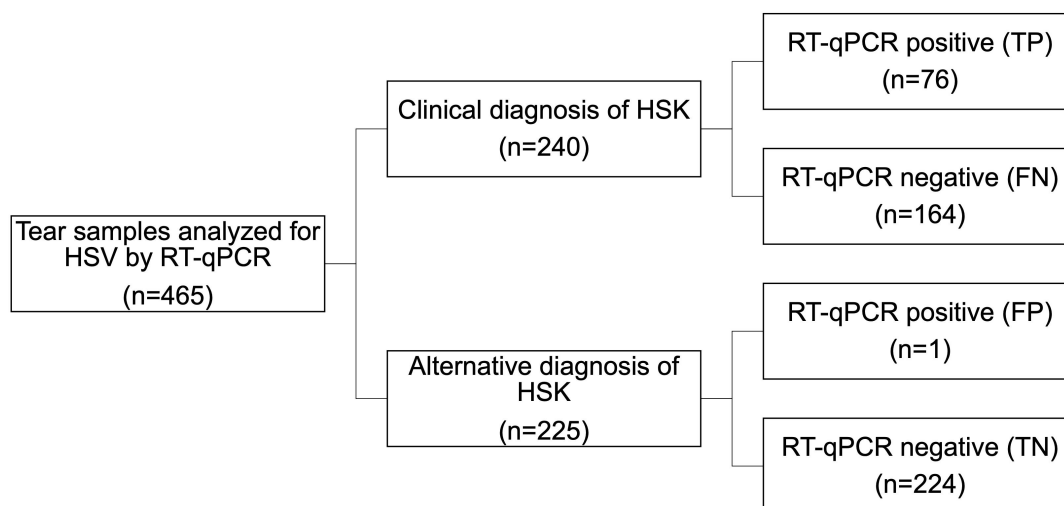 Tear samples analyzed for
HSV by RT-qPCR
(n=465)
Clinical diagnosis of HSK
(n=240)
Alternative diagnosis of
HSK
(n=225)
RT-qPCR positive (TP)
(n=76)
RT-qPCR negative (FN)
(n=164)
RT-qPCR positive (FP)
(n=1)
RT-qPCR negative (TN)
(n=224)